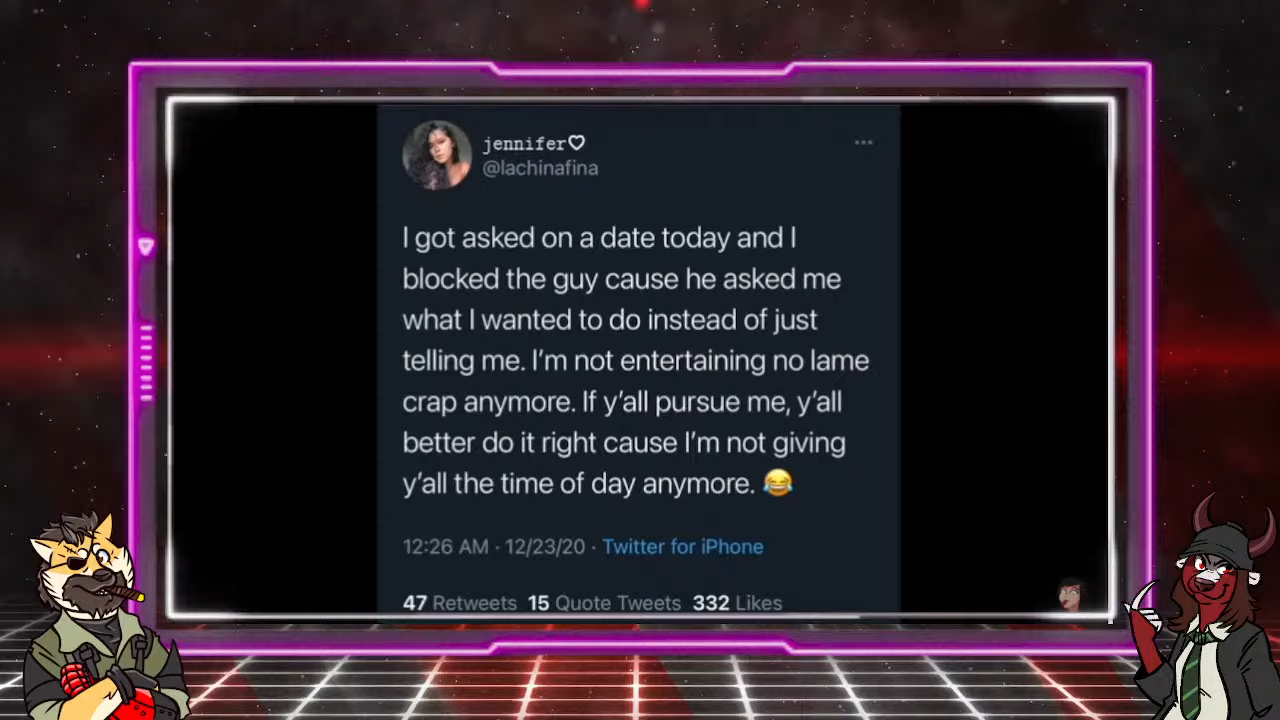 jennifer♡
@lachinafina
I got asked on a date today and I
blocked the guy cause he asked me
what I wanted to do instead of just
telling me. I’m not entertaining no lame
crap anymore. If y’all pursue me, y’all
better do it right cause I’m not giving
y’all the time of day anymore. 😂
12:26 AM · 12/23/20 · Twitter for iPhone
47 Retweets 15 Quote Tweets 332 Likes